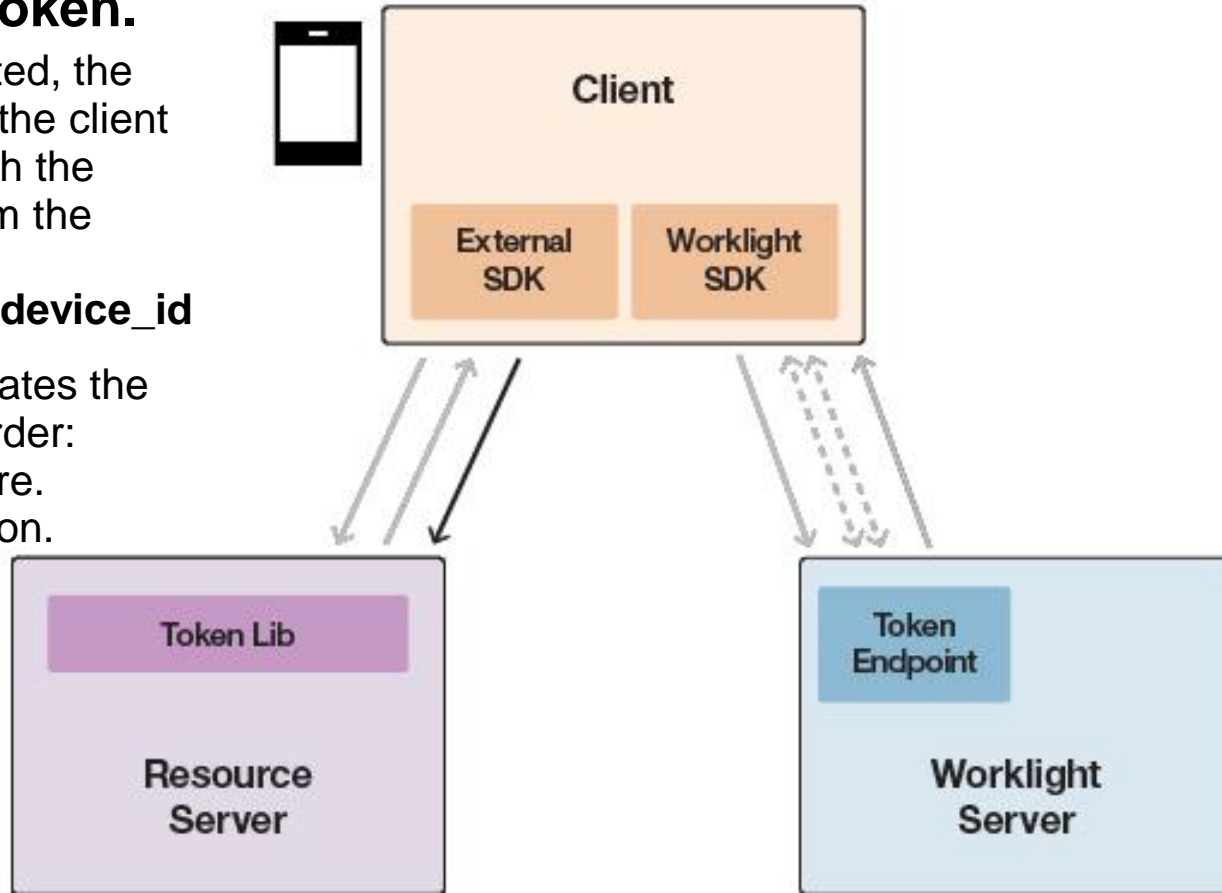 oken.
ted, the
the client
h the
m the
device_id
ates the
rder:
re.
on.
Client
External
SDK
Worklight
SDK
Token Lib
Resource
Server
Token
Endpoint
Worklight
Server